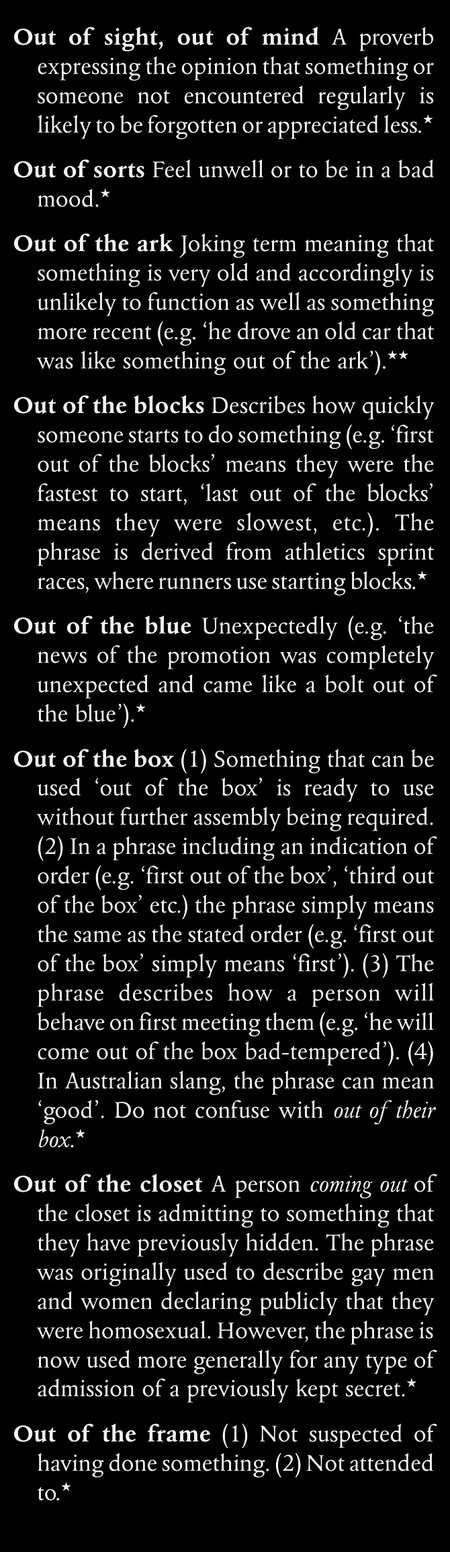 Out of sight, out of mind A proverb
expressing the opinion that something or
someone not encountered regularly is
likely to be forgotten or appreciated less.★
Out of sorts Feel unwell or to be in a bad
mood.★
Out of the ark Joking term meaning that
something is very old and accordingly is
unlikely to function as well as something
more recent (e.g. ‘he drove an old car that
was like something out of the ark’).★★
Out of the blocks Describes how quickly
someone starts to do something (e.g. ‘first
out of the blocks’ means they were the
fastest to start, ‘last out of the blocks’
means they were slowest, etc.). The
phrase is derived from athletics sprint
races, where runners use starting blocks.★
Out of the blue Unexpectedly (e.g. ‘the
news of the promotion was completely
unexpected and came like a bolt out of
the blue’).★
Out of the box (1) Something that can be
used ‘out of the box’ is ready to use
without further assembly being required.
(2) In a phrase including an indication of
order (e.g. ‘first out of the box’, ‘third out
of the box’ etc.) the phrase simply means
the same as the stated order (e.g. ‘first out
of the box’ simply means ‘first’). (3) The
phrase describes how a person will
behave on first meeting them (e.g. ‘he will
come out of the box bad-tempered’). (4)
In Australian slang, the phrase can mean
‘good’. Do not confuse with out of their
box.★
Out of the closet A person coming out of
the closet is admitting to something that
they have previously hidden. The phrase
was originally used to describe gay men
and women declaring publicly that they
were homosexual. However, the phrase is
now used more generally for any type of
admission of a previously kept secret.★
Out of the frame (1) Not suspected of
having done something. (2) Not attended
to.★